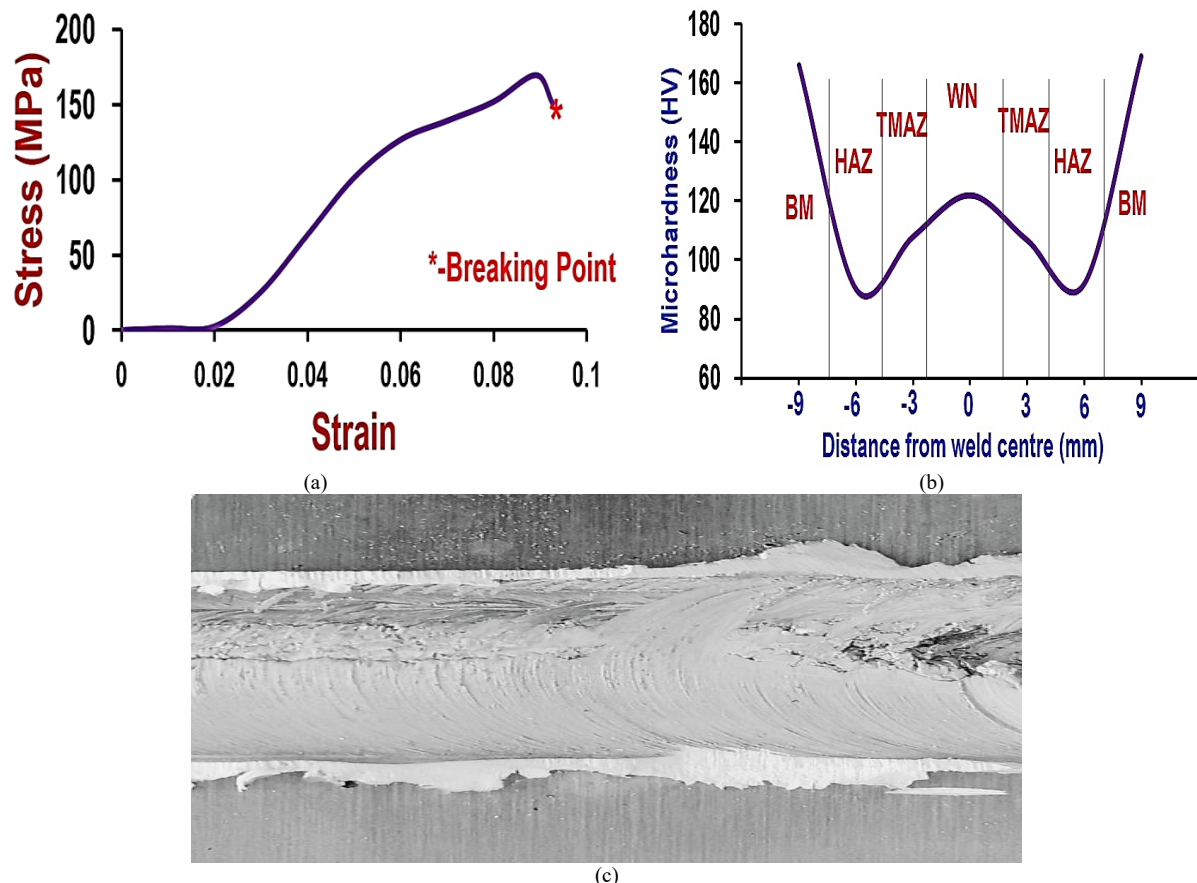 Stress (MPa)
200
150
100
50
0
*
*-Breaking Point
0 0.02 0.04 0.06 0.08 0.1
Strain
(a)
Microhardness (HV)
180
160
140
120
100
80
60
BM
HAZ
TMAZ
WN
TMAZ
HAZ
BM
-9 -6 -3 0 3 6 9
Distance from weld centre (mm)
(b)
(c)